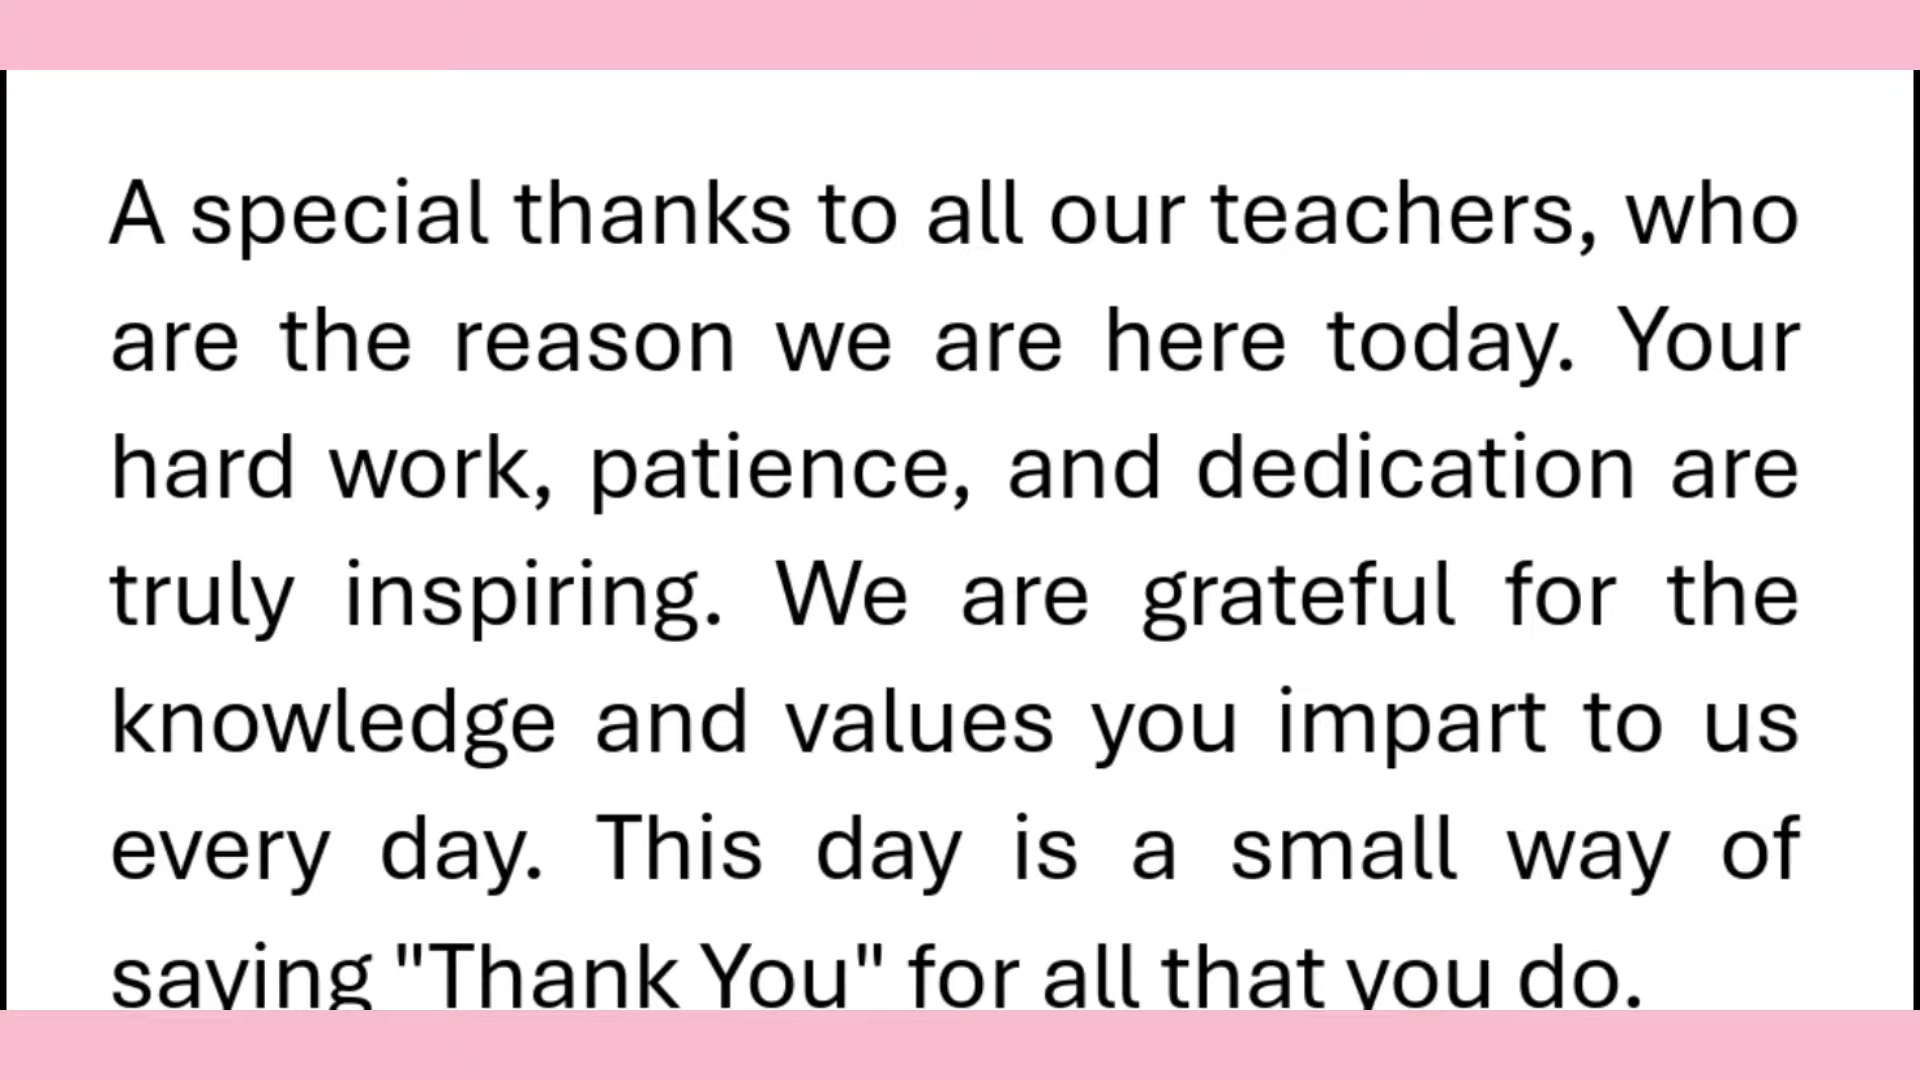 A special thanks to all our teachers, who
are the reason we are here today. Your
hard work, patience, and dedication are
truly inspiring. We are grateful for the
knowledge and values you impart to us
every day. This day is a small way of
saying "Thank You" for all that you do.